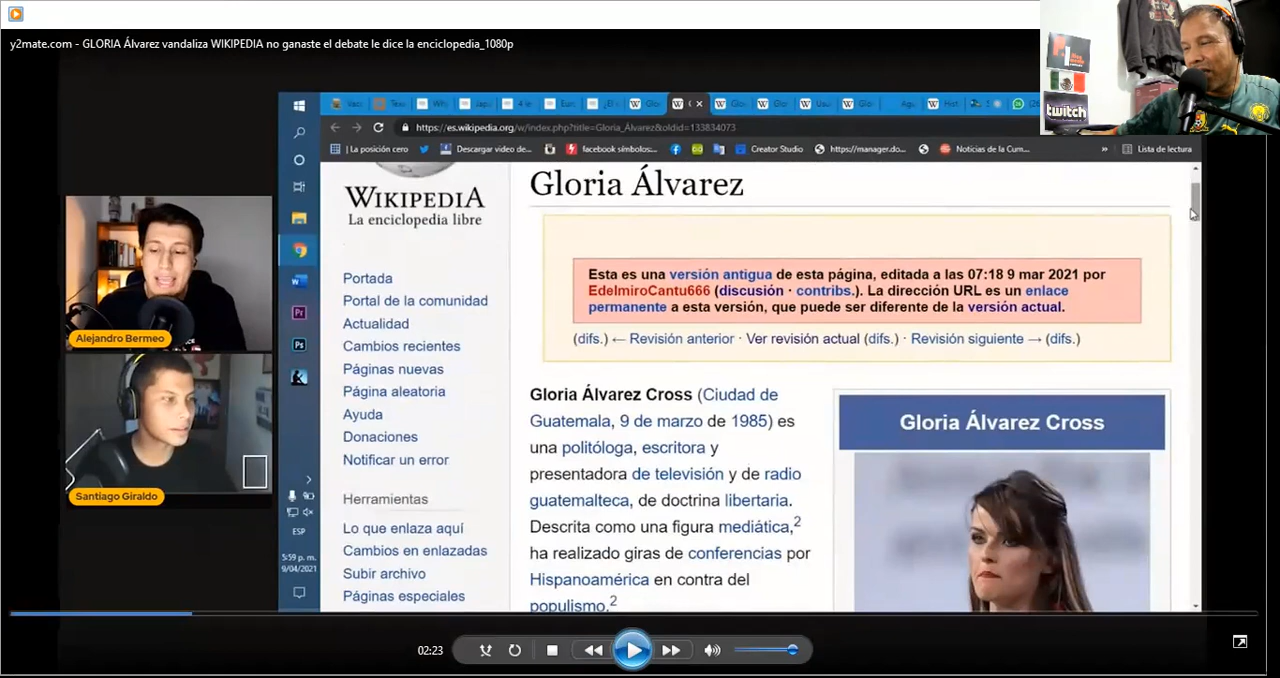 y2mate.com - GLORIA Álvarez vandaliza WIKIPEDIA no ganaste el debate le dice la enciclopedia_1080p
twitch
https://es.wikipedia.org/w/index.php?title=Gloria_Álvarez&oldid=133834073
| La posición cero
Descargar video de...
facebook símbolos:...
Creator Studio
https://manager.do...
Noticias de la Cum...
»
Lista de lectura
WIKIPEDIA
La enciclopedia libre
Portada
Portal de la comunidad
Actualidad
Cambios recientes
Páginas nuevas
Página aleatoria
Ayuda
Donaciones
Notificar un error
Herramientas
Lo que enlaza aquí
Cambios en enlazadas
Subir archivo
Páginas especiales
Gloria Álvarez
Esta es una versión antigua de esta página, editada a las 07:18 9 mar 2021 por
EdelmiroCantu666 (discusión · contribs.). La dirección URL es un enlace
permanente a esta versión, que puede ser diferente de la versión actual.
(difs.) ← Revisión anterior · Ver revisión actual (difs.) · Revisión siguiente → (difs.)
Gloria Álvarez Cross (Ciudad de
Guatemala, 9 de marzo de 1985) es
una politóloga, escritora y
presentadora de televisión y de radio
guatemalteca, de doctrina libertaria.
Descrita como una figura mediática,2
ha realizado giras de conferencias por
Hispanoamérica en contra del
populismo.2
Gloria Álvarez Cross
Alejandro Bermeo
Santiago Giraldo
Pr
Ps
ESP
5:59 p. m.
9/04/2021
02:23